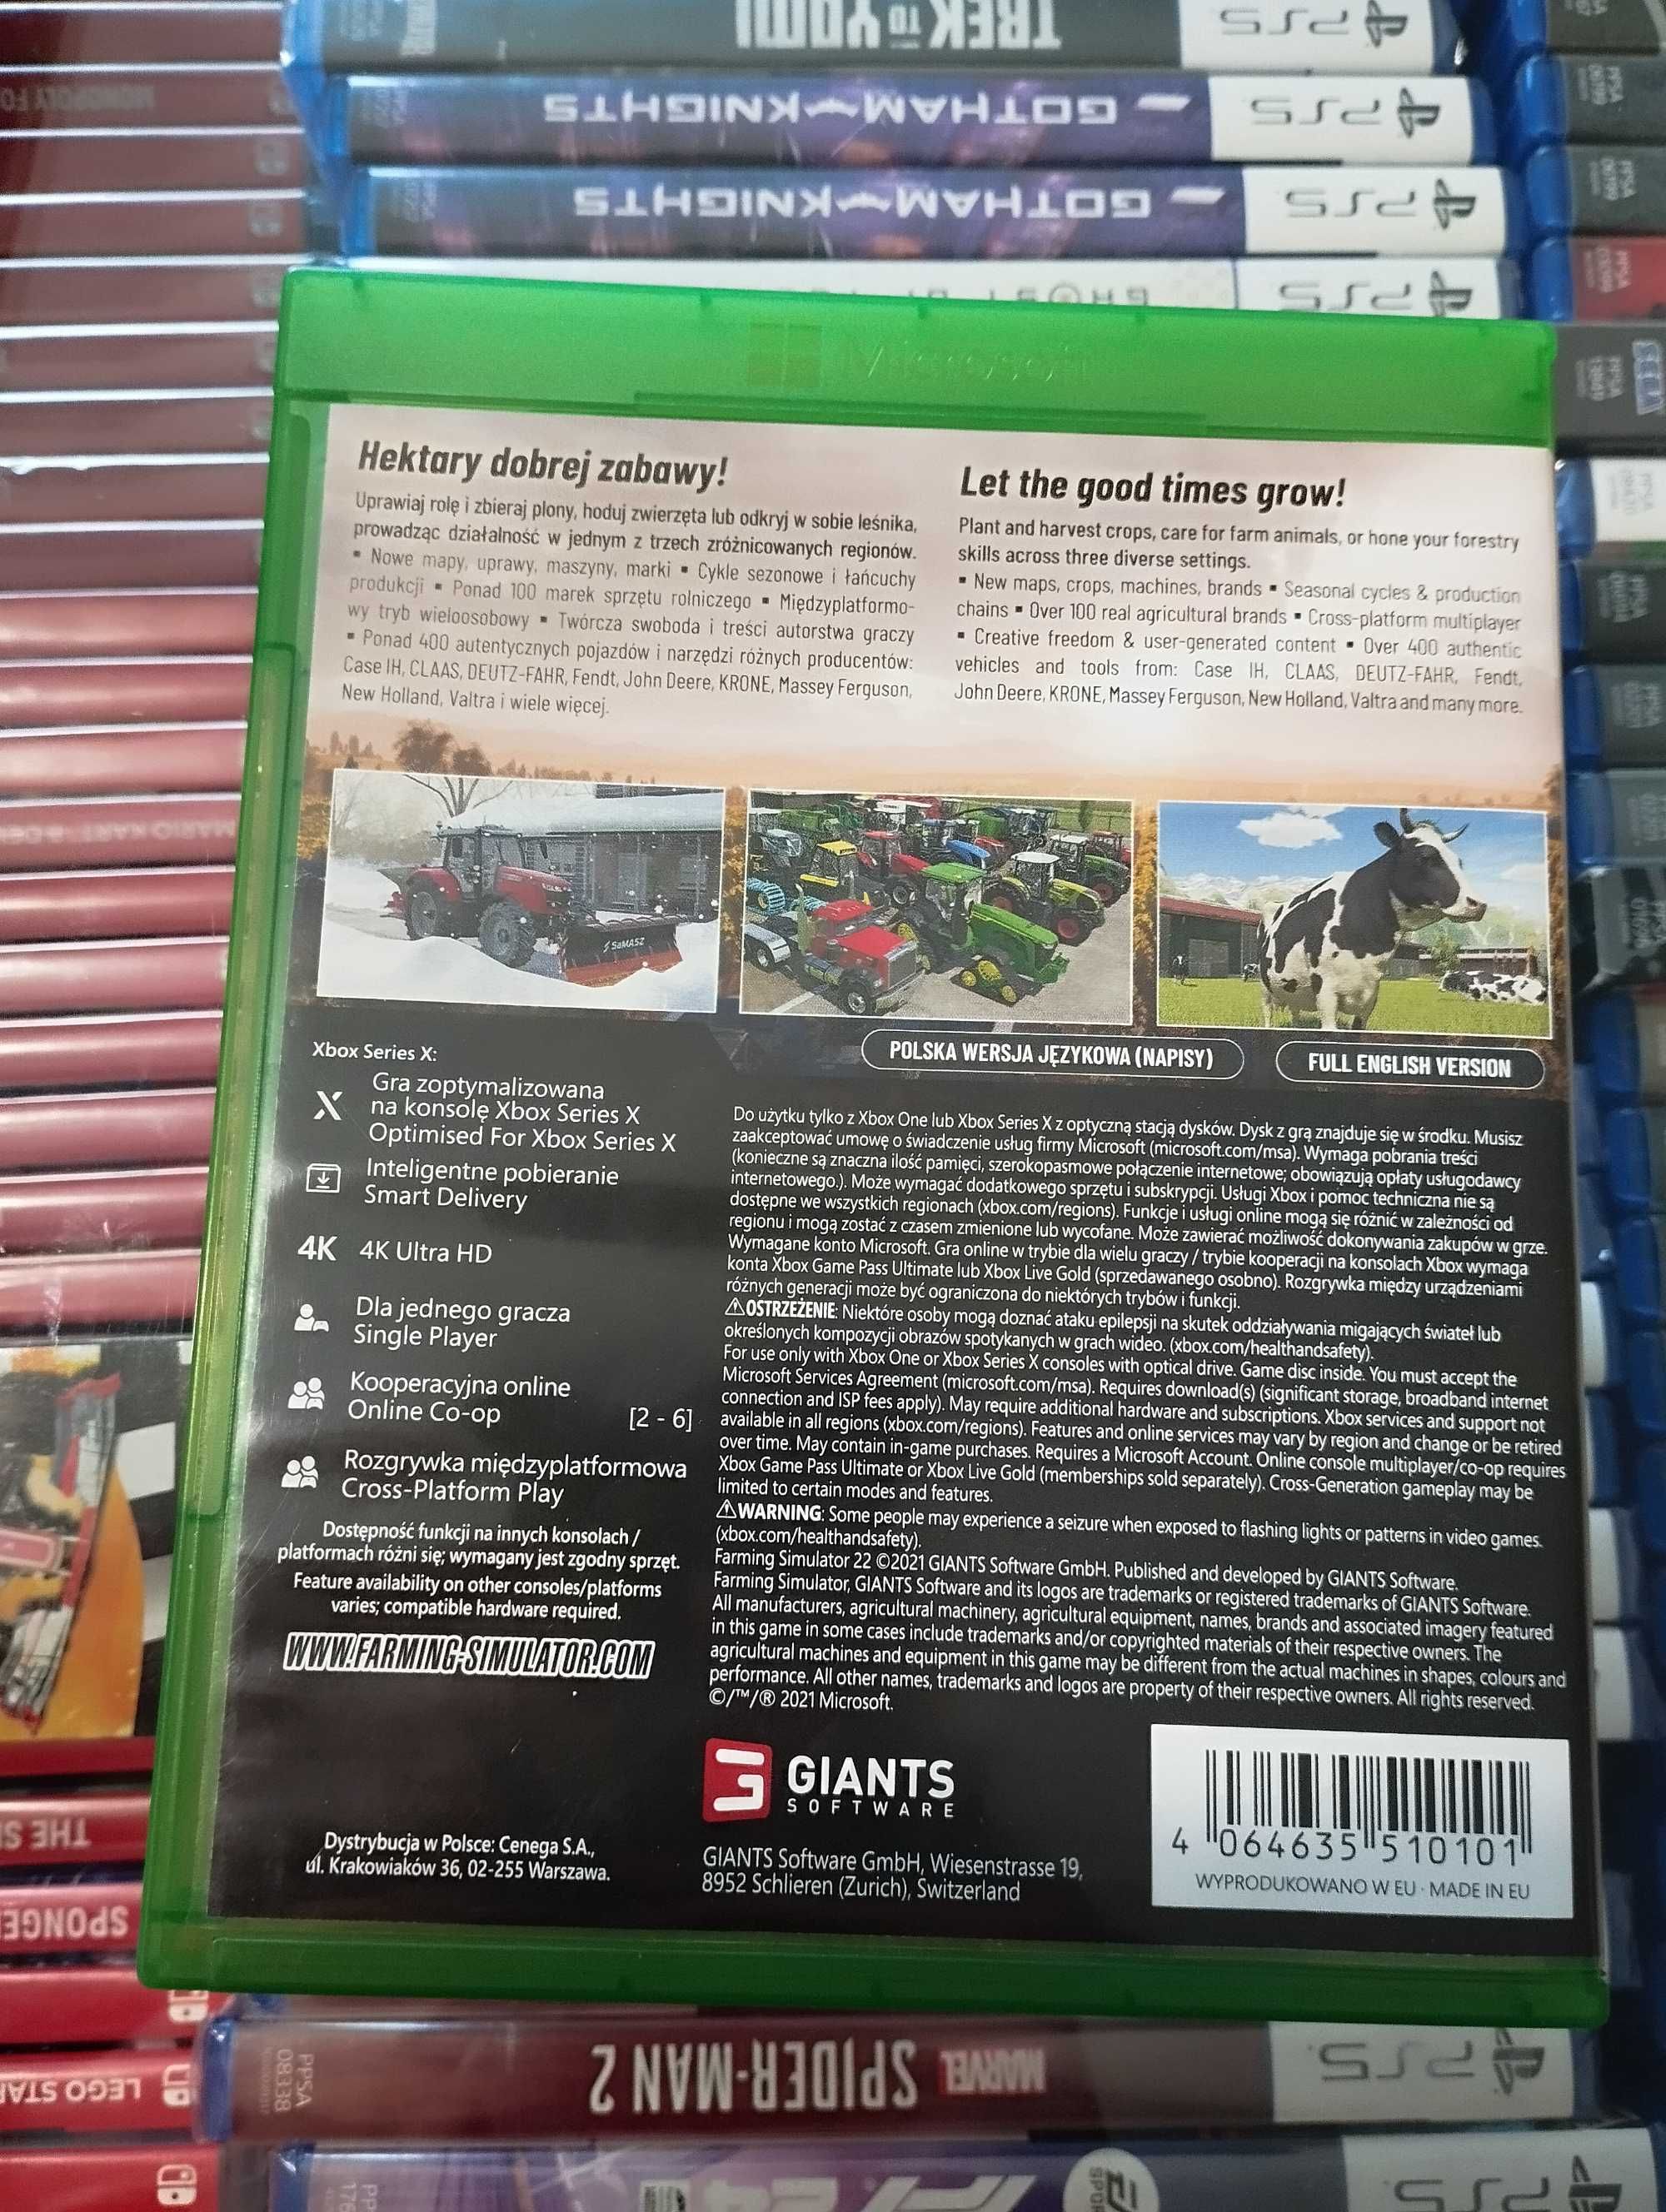 TREK TO YOMI
PS5
GOTHAM KNIGHTS
PS5
GOTHAM KNIGHTS
PS5
PS5
Microsoft
Hektary dobrej zabawy!
Uprawiaj rolę i zbieraj plony, hoduj zwierzęta lub odkryj w sobie leśnika,
prowadząc działalność w jednym z trzech zróżnicowanych regionów.
▪ Nowe mapy, uprawy, maszyny, marki ▪ Cykle sezonowe i łańcuchy
produkcji ▪ Ponad 100 marek sprzętu rolniczego ▪ Międzyplatformo-
wy tryb wieloosobowy ▪ Twórcza swoboda i treści autorstwa graczy
▪ Ponad 400 autentycznych pojazdów i narzędzi różnych producentów:
Case IH, CLAAS, DEUTZ-FAHR, Fendt, John Deere, KRONE, Massey Ferguson,
New Holland, Valtra i wiele więcej.
Let the good times grow!
Plant and harvest crops, care for farm animals, or hone your forestry
skills across three diverse settings.
▪ New maps, crops, machines, brands ▪ Seasonal cycles & production
chains ▪ Over 100 real agricultural brands ▪ Cross-platform multiplayer
▪ Creative freedom & user-generated content ▪ Over 400 authentic
vehicles and tools from: Case IH, CLAAS, DEUTZ-FAHR, Fendt,
John Deere, KRONE, Massey Ferguson, New Holland, Valtra and many more.
SaMASZ
POLSKA WERSJA JĘZYKOWA (NAPISY)
FULL ENGLISH VERSION
Xbox Series X:
X
Gra zoptymalizowana
na konsolę Xbox Series X
Optimised For Xbox Series X
Inteligentne pobieranie
Smart Delivery
4K 4K Ultra HD
Dla jednego gracza
Single Player
Kooperacyjna online
Online Co-op [2 - 6]
Rozgrywka międzyplatformowa
Cross-Platform Play
Dostępność funkcji na innych konsolach /
platformach różni się; wymagany jest zgodny sprzęt.
Feature availability on other consoles/platforms
varies; compatible hardware required.
WWW.FARMING-SIMULATOR.COM
Do użytku tylko z Xbox One lub Xbox Series X z optyczną stacją dysków. Dysk z grą znajduje się w środku. Musisz
zaakceptować umowę o świadczenie usług firmy Microsoft (microsoft.com/msa). Wymaga pobrania treści
(konieczne są znaczna ilość pamięci, szerokopasmowe połączenie internetowe; obowiązują opłaty usługodawcy
internetowego.). Może wymagać dodatkowego sprzętu i subskrypcji. Usługi Xbox i pomoc techniczna nie są
dostępne we wszystkich regionach (xbox.com/regions). Funkcje i usługi online mogą się różnić w zależności od
regionu i mogą zostać z czasem zmienione lub wycofane. Może zawierać możliwość dokonywania zakupów w grze.
Wymagane konto Microsoft. Gra online w trybie dla wielu graczy / trybie kooperacji na konsolach Xbox wymaga
konta Xbox Game Pass Ultimate lub Xbox Live Gold (sprzedawanego osobno). Rozgrywka między urządzeniami
różnych generacji może być ograniczona do niektórych trybów i funkcji.
⚠OSTRZEŻENIE: Niektóre osoby mogą doznać ataku epilepsji na skutek oddziaływania migających świateł lub
określonych kompozycji obrazów spotykanych w grach wideo. (xbox.com/healthandsafety).
For use only with Xbox One or Xbox Series X consoles with optical drive. Game disc inside. You must accept the
Microsoft Services Agreement (microsoft.com/msa). Requires download(s) (significant storage, broadband internet
connection and ISP fees apply). May require additional hardware and subscriptions. Xbox services and support not
available in all regions (xbox.com/regions). Features and online services may vary by region and change or be retired
over time. May contain in-game purchases. Requires a Microsoft Account. Online console multiplayer/co-op requires
Xbox Game Pass Ultimate or Xbox Live Gold (memberships sold separately). Cross-Generation gameplay may be
limited to certain modes and features.
⚠WARNING: Some people may experience a seizure when exposed to flashing lights or patterns in video games.
(xbox.com/healthandsafety).
Farming Simulator 22 ©2021 GIANTS Software GmbH. Published and developed by GIANTS Software.
Farming Simulator, GIANTS Software and its logos are trademarks or registered trademarks of GIANTS Software.
All manufacturers, agricultural machinery, agricultural equipment, names, brands and associated imagery featured
in this game in some cases include trademarks and/or copyrighted materials of their respective owners. The
agricultural machines and equipment in this game may be different from the actual machines in shapes, colours and
performance. All other names, trademarks and logos are property of their respective owners. All rights reserved.
©/™/® 2021 Microsoft.
GIANTS
SOFTWARE
Dystrybucja w Polsce: Cenega S.A.,
ul. Krakowiaków 36, 02-255 Warszawa.
GIANTS Software GmbH, Wiesenstrasse 19,
8952 Schlieren (Zurich), Switzerland
4 064635 510101
WYPRODUKOWANO W EU · MADE IN EU
MARVEL SPIDER-MAN 2
PS5
PPSA
08338
LEGO STAR
SPONGE
THE S
MARIO KART
MONOPOLY FO
PS5